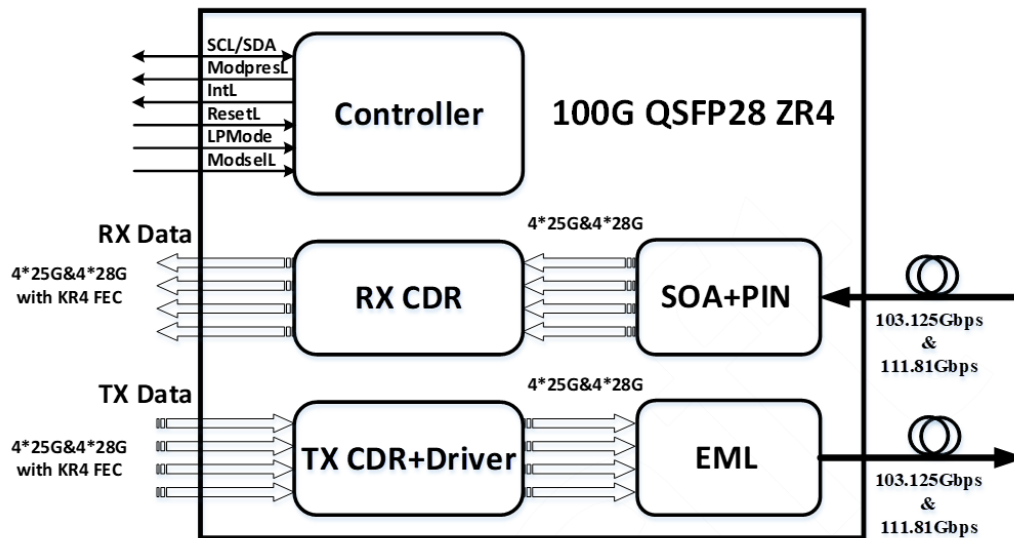 SCL/SDA
ModpresL
IntL
ResetL
LPMode
ModselL
Controller
100G QSFP28 ZR4
RX Data
4*25G&4*28G
with KR4 FEC
RX CDR
4*25G&4*28G
SOA+PIN
103.125Gbps
&
111.81Gbps
TX Data
4*25G&4*28G
with KR4 FEC
TX CDR+Driver
4*25G&4*28G
EML
103.125Gbps
&
111.81Gbps